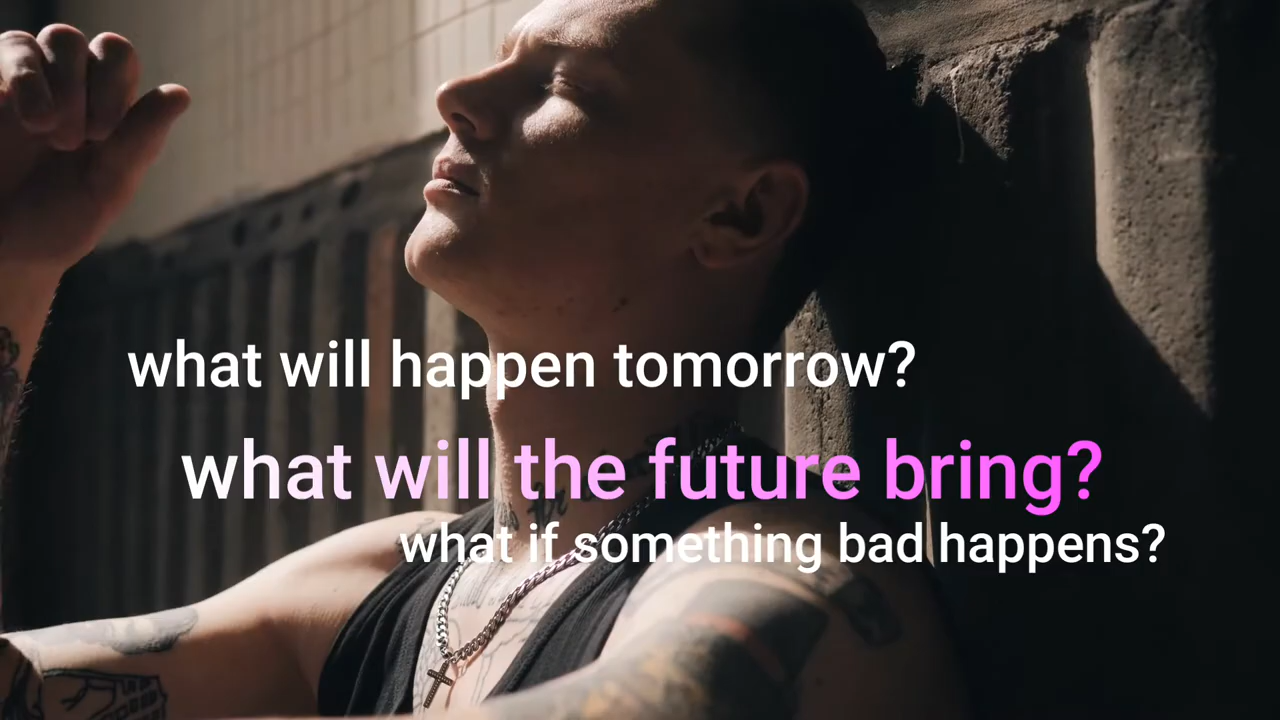 what will happen tomorrow?
what will the future bring?
what if something bad happens?